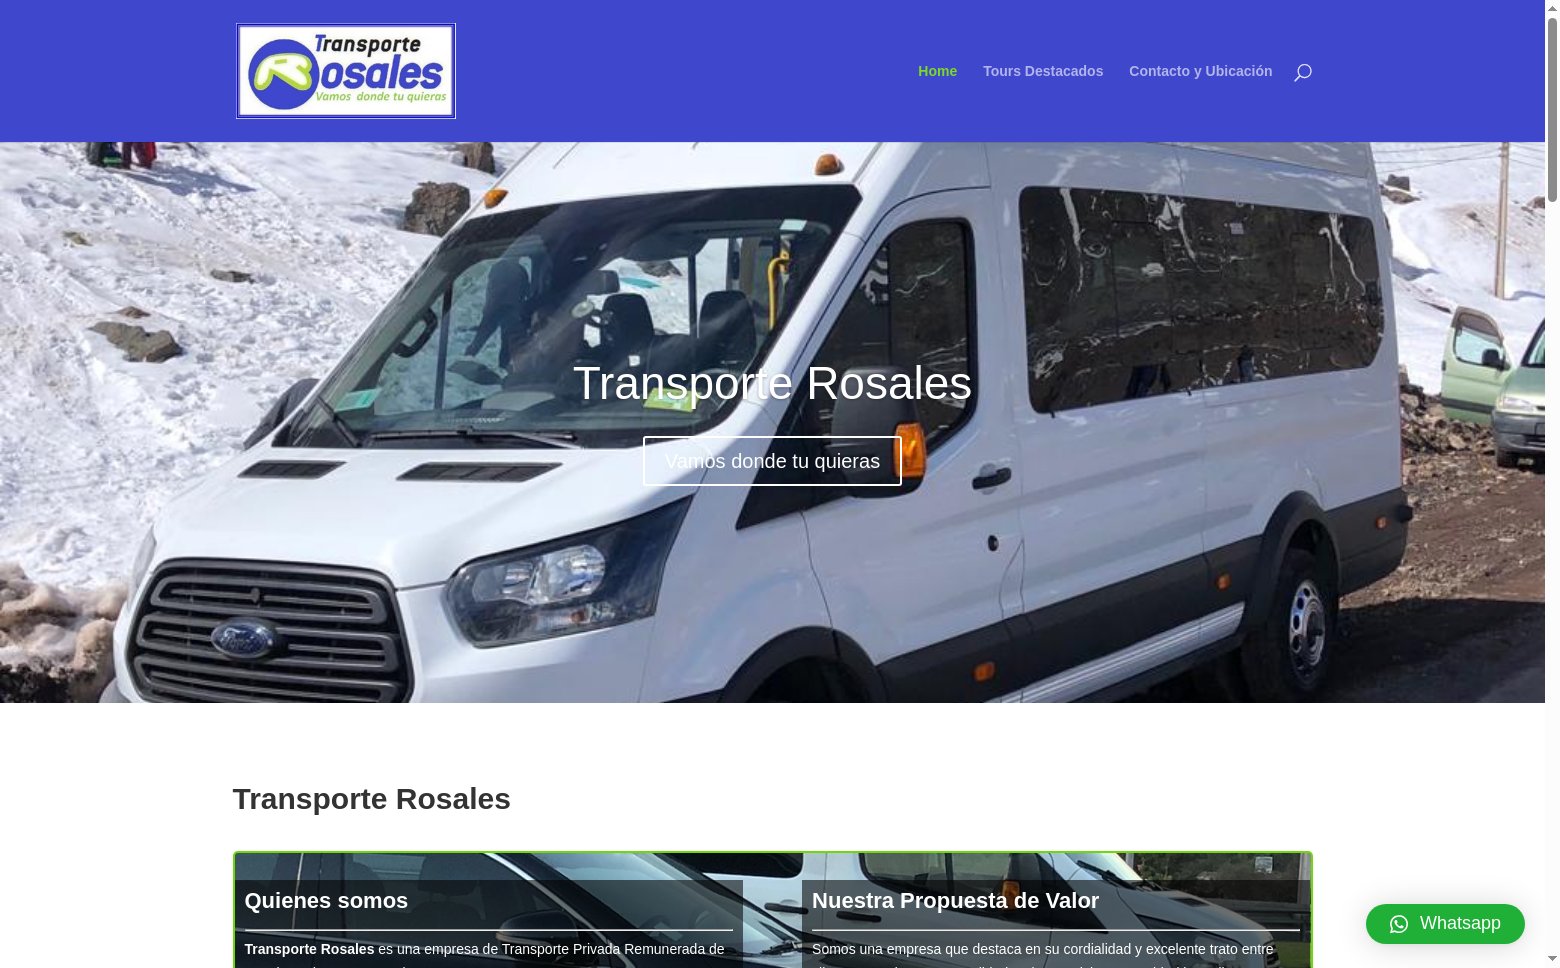 Transporte
Rosales
Vamos donde tu quieras
Home
Tours Destacados
Contacto y Ubicación
Transporte Rosales
Vamos donde tu quieras
Ford
Transporte Rosales
Quienes somos
Transporte Rosales es una empresa de Transporte Privada Remunerada de
Nuestra Propuesta de Valor
Somos una empresa que destaca en su cordialidad y excelente trato entre
Whatsapp